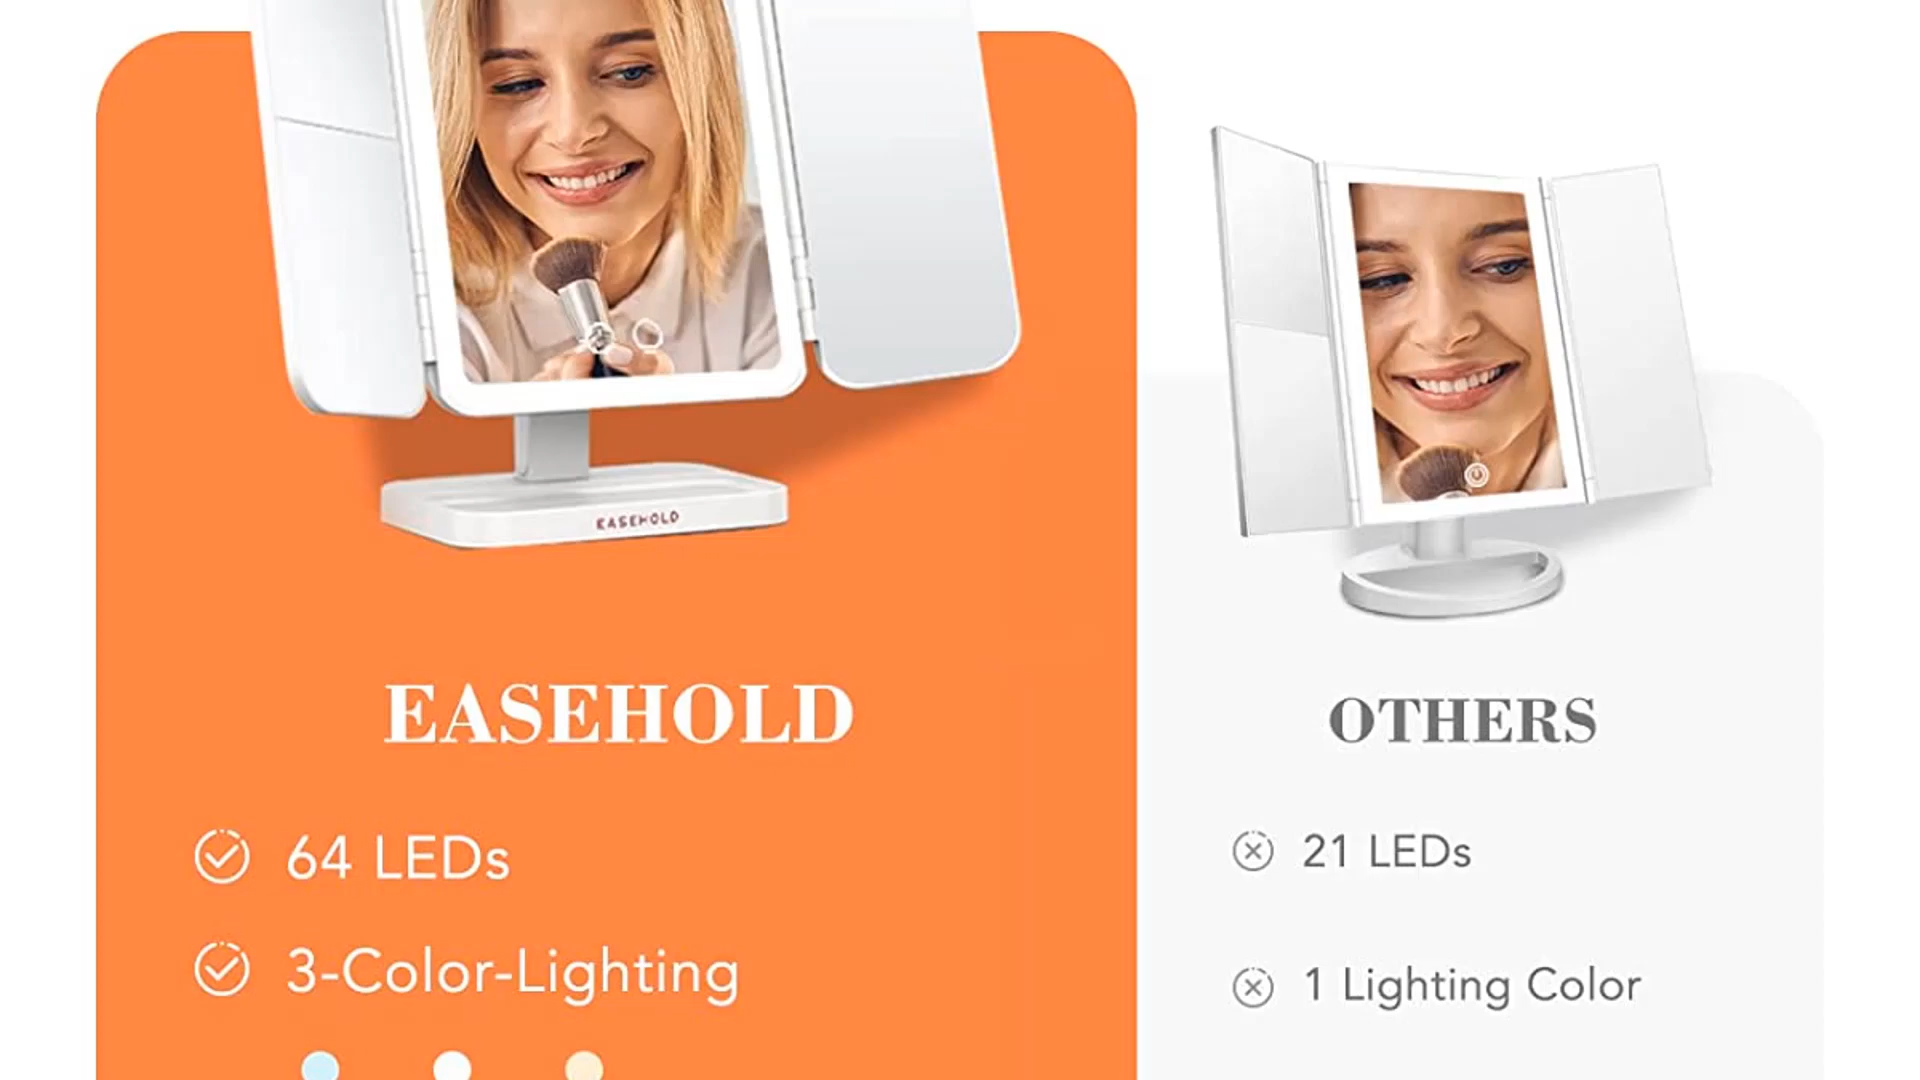 EASEHOLD
EASEHOLD
64 LEDs
3-Color-Lighting
OTHERS
21 LEDs
1 Lighting Color